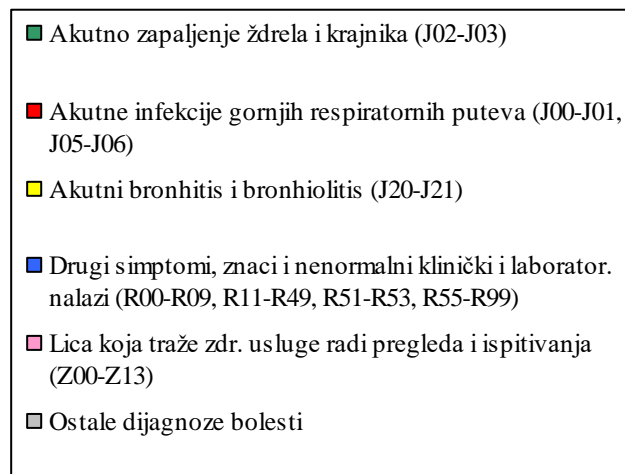 Akutno zapaljenje ždrela i krajnika (J02-J03)
Akutne infekcije gornjih respiratornih puteva (J00-J01,
J05-J06)
Akutni bronhitis i bronhiolitis (J20-J21)
Drugi simptomi, znaci i nenormalni klinički i laborator.
nalazi (R00-R09, R11-R49, R51-R53, R55-R99)
Lica koja traže zdr. usluge radi pregleda i ispitivanja
(Z00-Z13)
Ostale dijagnoze bolesti